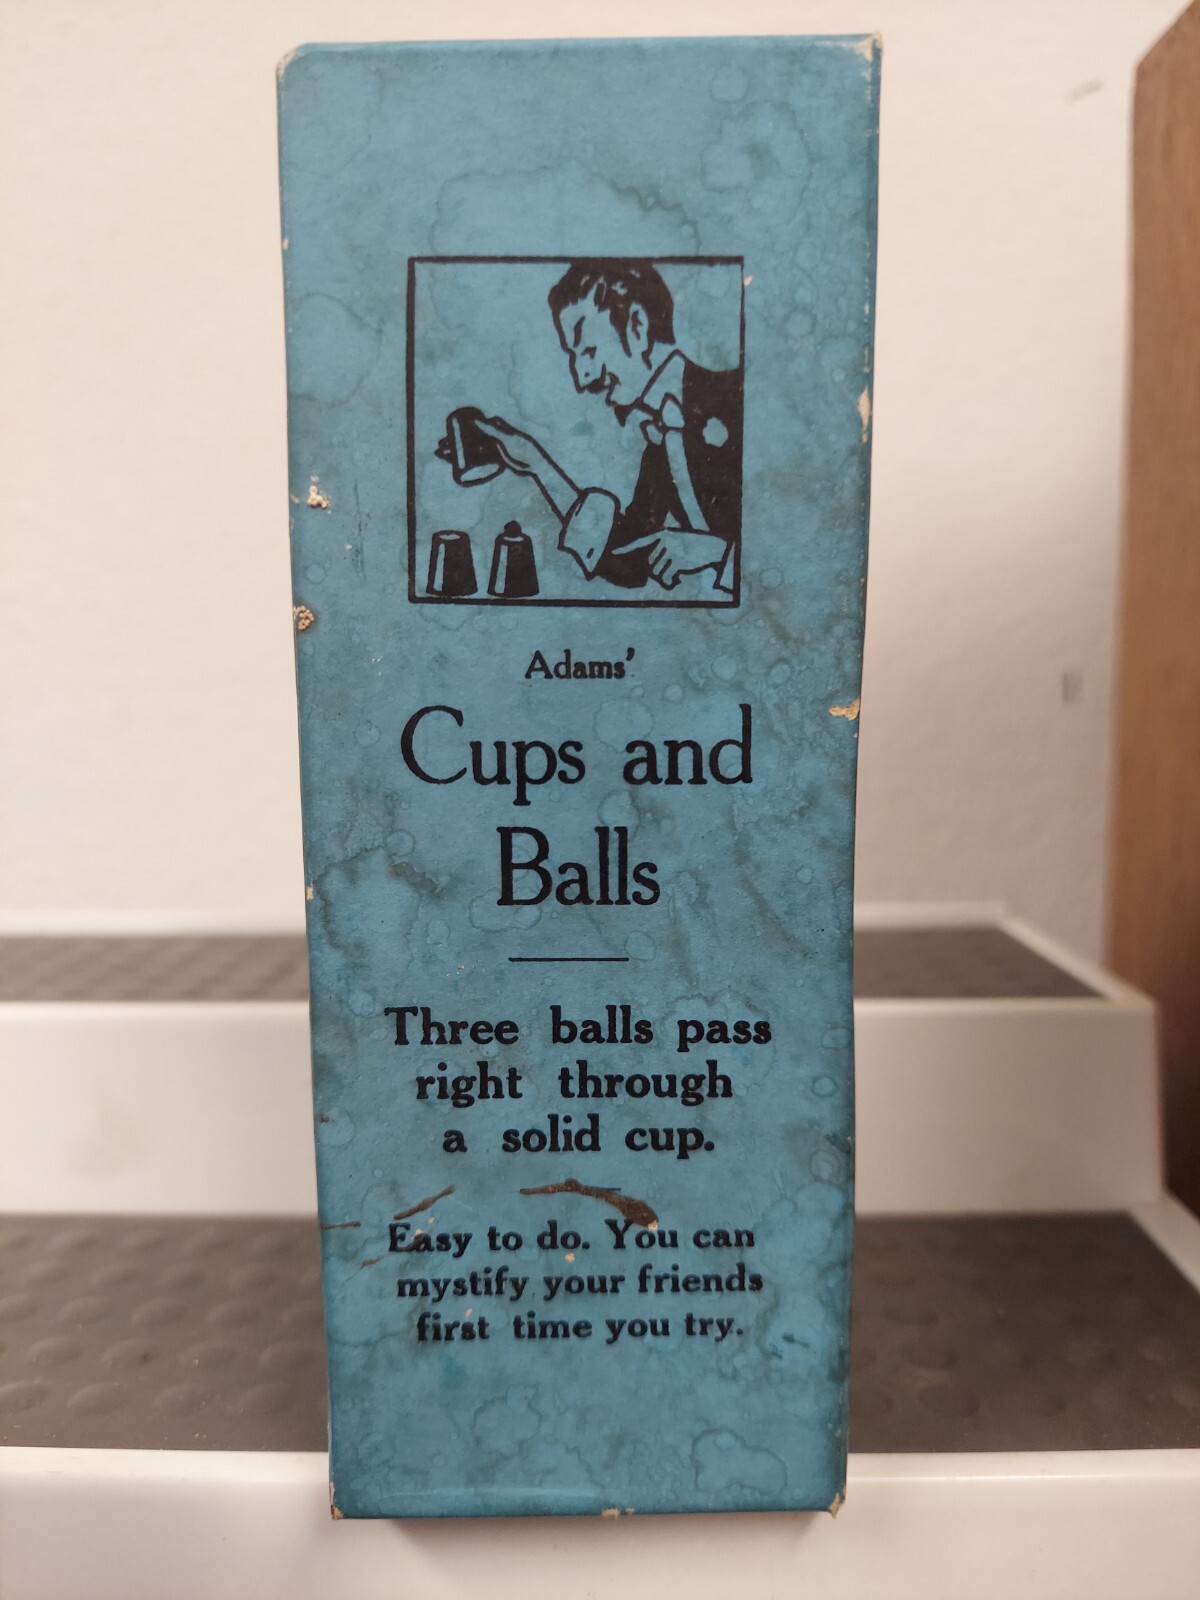 Adams'
Cups and
Balls
Three balls pass
right through
a solid cup.
Easy to do. You can
mystify your friends
first time you try.